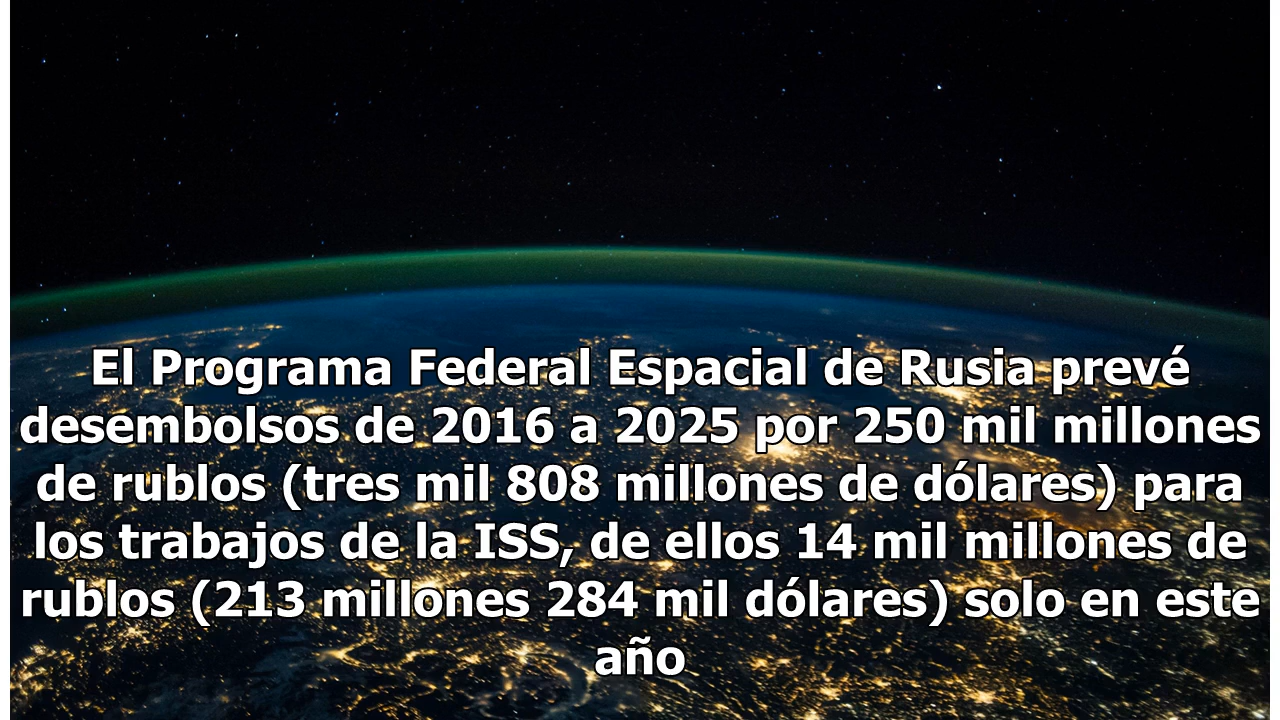 El Programa Federal Espacial de Rusia prevé
desembolsos de 2016 a 2025 por 250 mil millones
de rublos (tres mil 808 millones de dólares) para
los trabajos de la ISS, de ellos 14 mil millones de
rublos (213 millones 284 mil dólares) solo en este
año